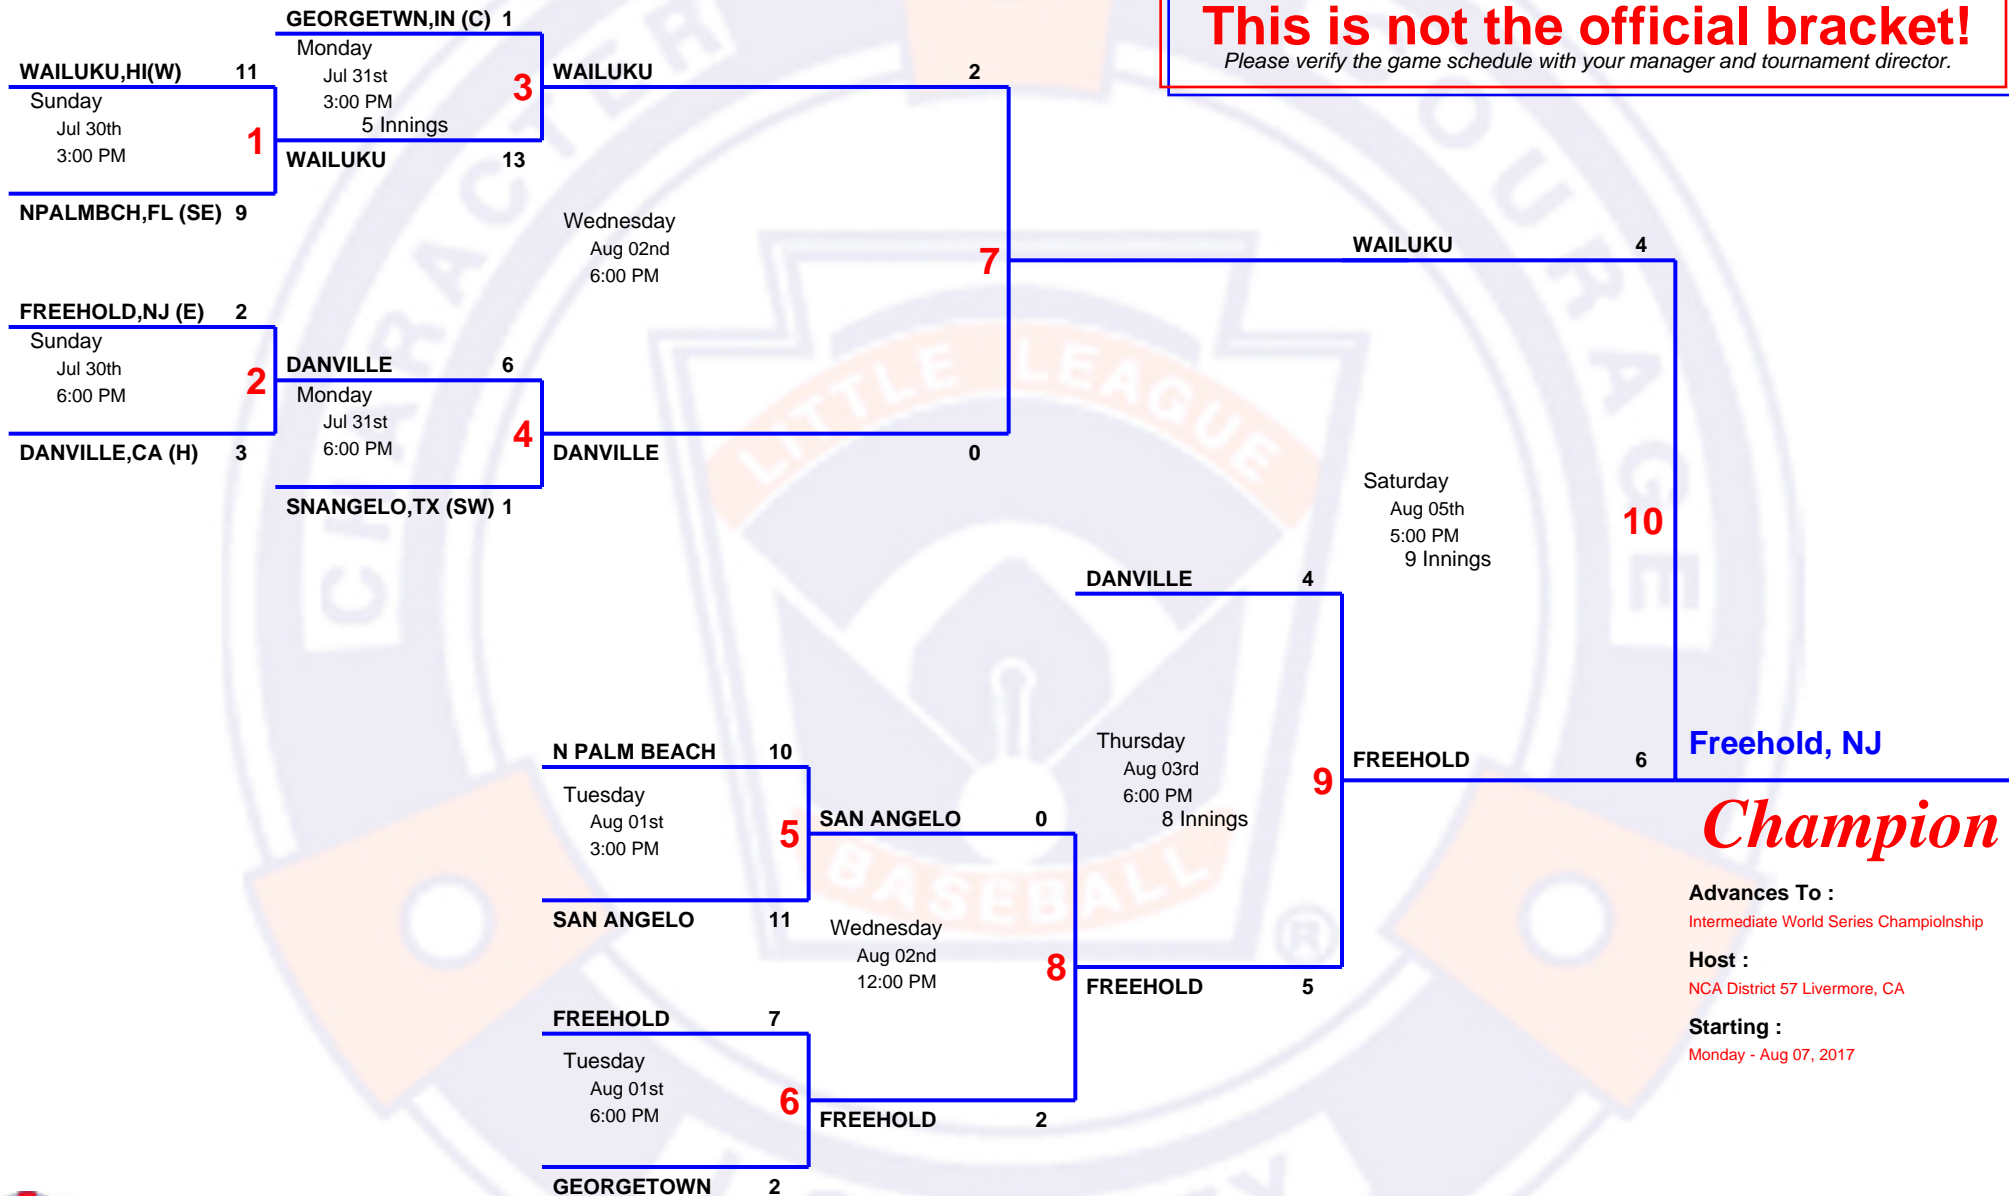 This is not the official bracket!
Please verify the game schedule with your manager and tournament director.
GEORGETWN,IN (C) 1
Monday
Jul 31st
3:00 PM
5 Innings
3
WAILUKU 13
WAILUKU,HI(W) 11
Sunday
Jul 30th
3:00 PM
1
NPALMBCH,FL (SE) 9
WAILUKU 2
Wednesday
Aug 02nd
6:00 PM
7
DANVILLE 0
FREEHOLD,NJ (E) 2
Sunday
Jul 30th
6:00 PM
2
DANVILLE,CA (H) 3
DANVILLE 6
Monday
Jul 31st
6:00 PM
4
SNANGELO,TX (SW) 1
WAILUKU 4
Saturday
Aug 05th
5:00 PM
9 Innings
10
FREEHOLD 6
DANVILLE 4
Thursday
Aug 03rd
6:00 PM
8 Innings
9
FREEHOLD 5
N PALM BEACH 10
Tuesday
Aug 01st
3:00 PM
5
SAN ANGELO 11
SAN ANGELO 0
Wednesday
Aug 02nd
12:00 PM
8
FREEHOLD 2
FREEHOLD 7
Tuesday
Aug 01st
6:00 PM
6
GEORGETOWN 2
Freehold, NJ
Champion
Advances To :
Intermediate World Series Champiolnship
Host :
NCA District 57 Livermore, CA
Starting :
Monday - Aug 07, 2017
CHARACTER
COURAGE
LITTLE LEAGUE
BASEBALL
®